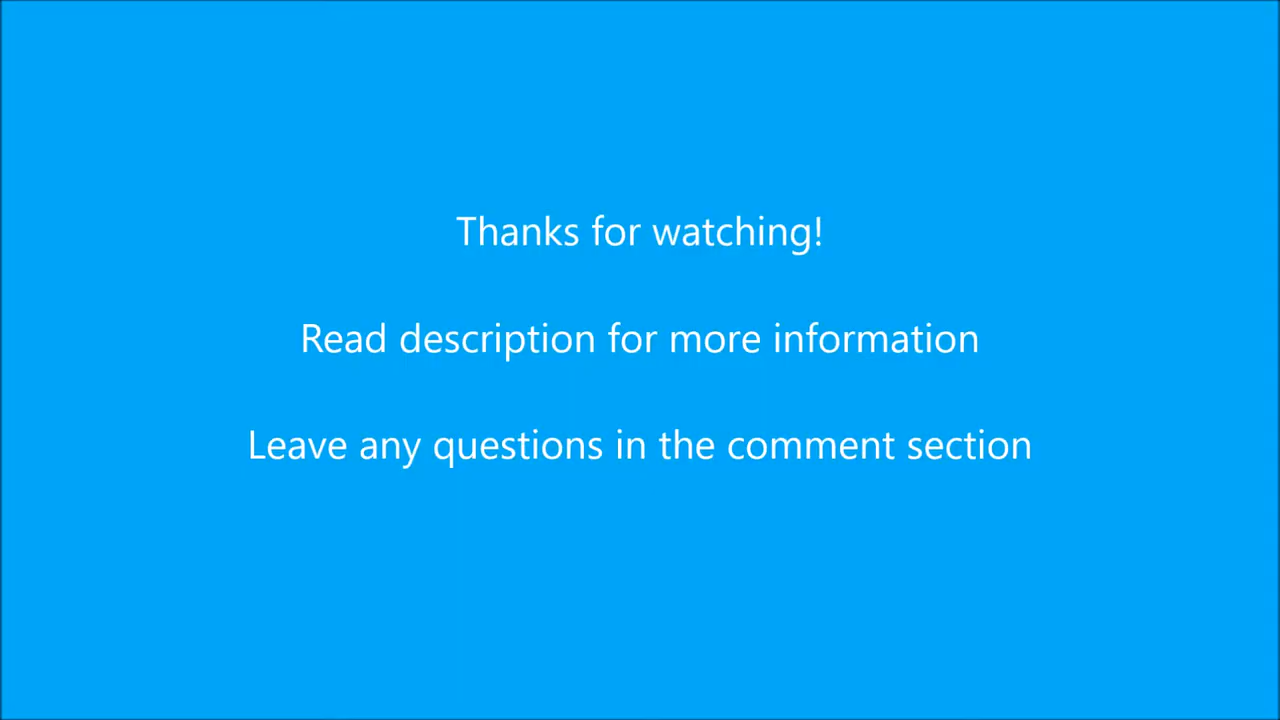 Thanks for watching!
Read description for more information
Leave any questions in the comment section